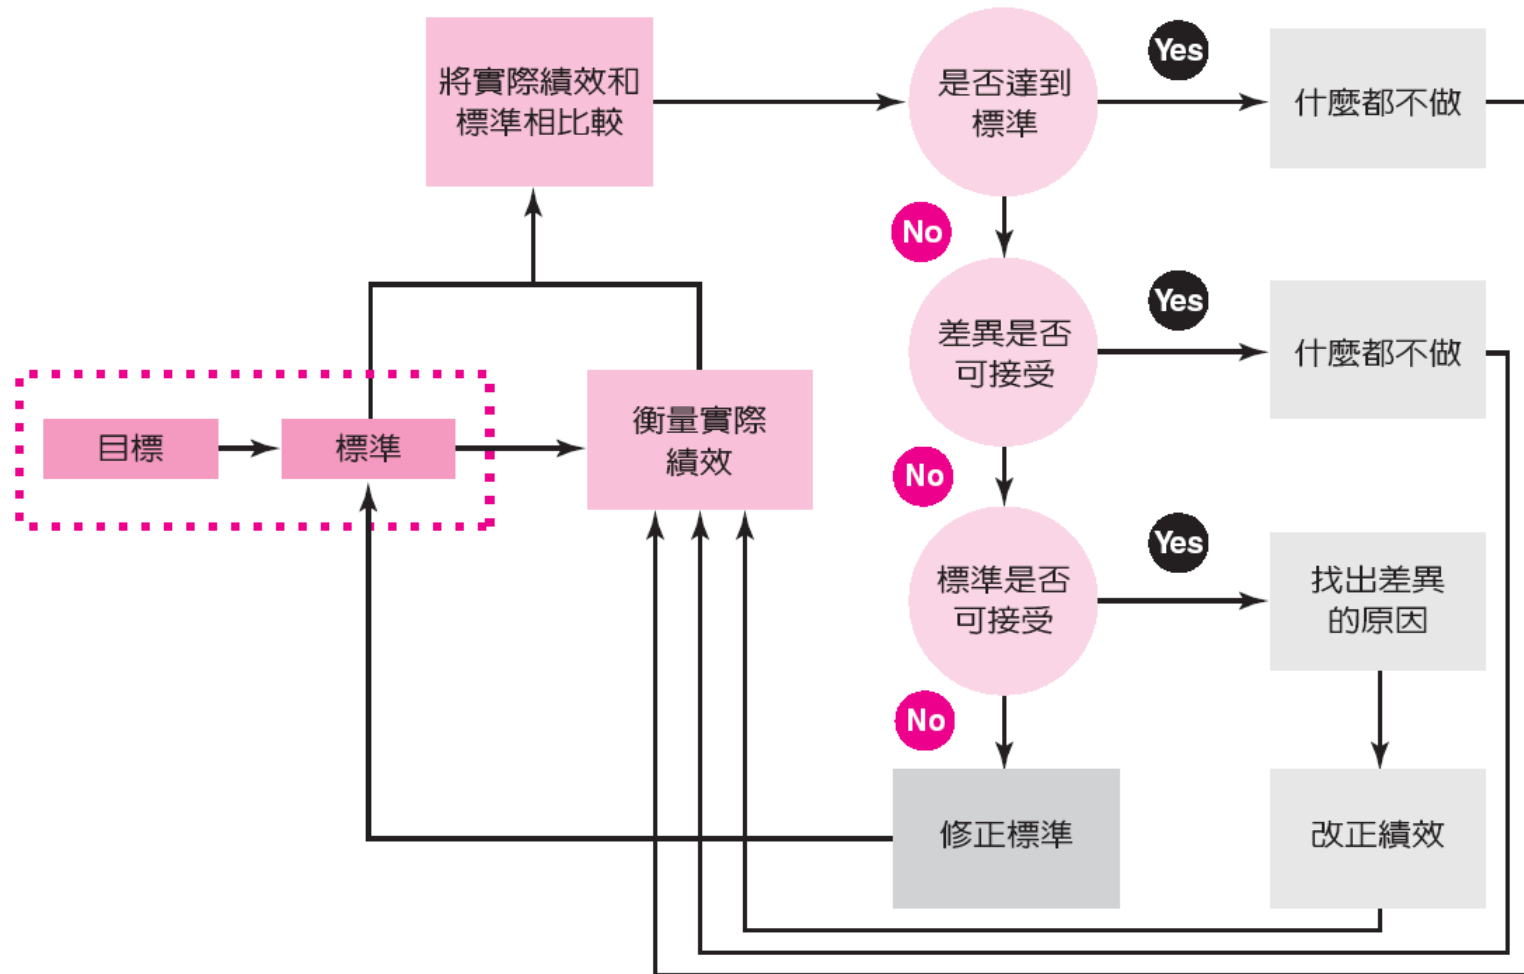 將實際績效和
標準相比較
是否達到
標準
Yes
什麼都不做
No
差異是否
可接受
Yes
什麼都不做
目標
標準
衡量實際
績效
No
標準是否
可接受
Yes
找出差異
的原因
No
修正標準
改正績效